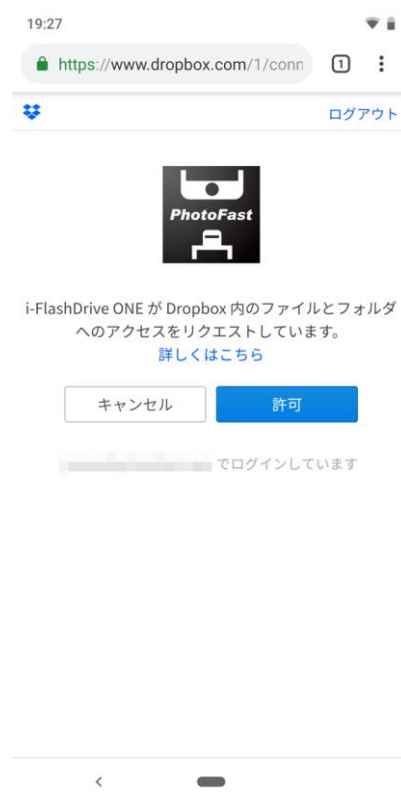 19:27
https://www.dropbox.com/1/conn
1
ログアウト
PhotoFast
i-FlashDrive ONE が Dropbox 内のファイルとフォルダ
へのアクセスをリクエストしています。
詳しくはこちら
キャンセル
許可
でログインしています